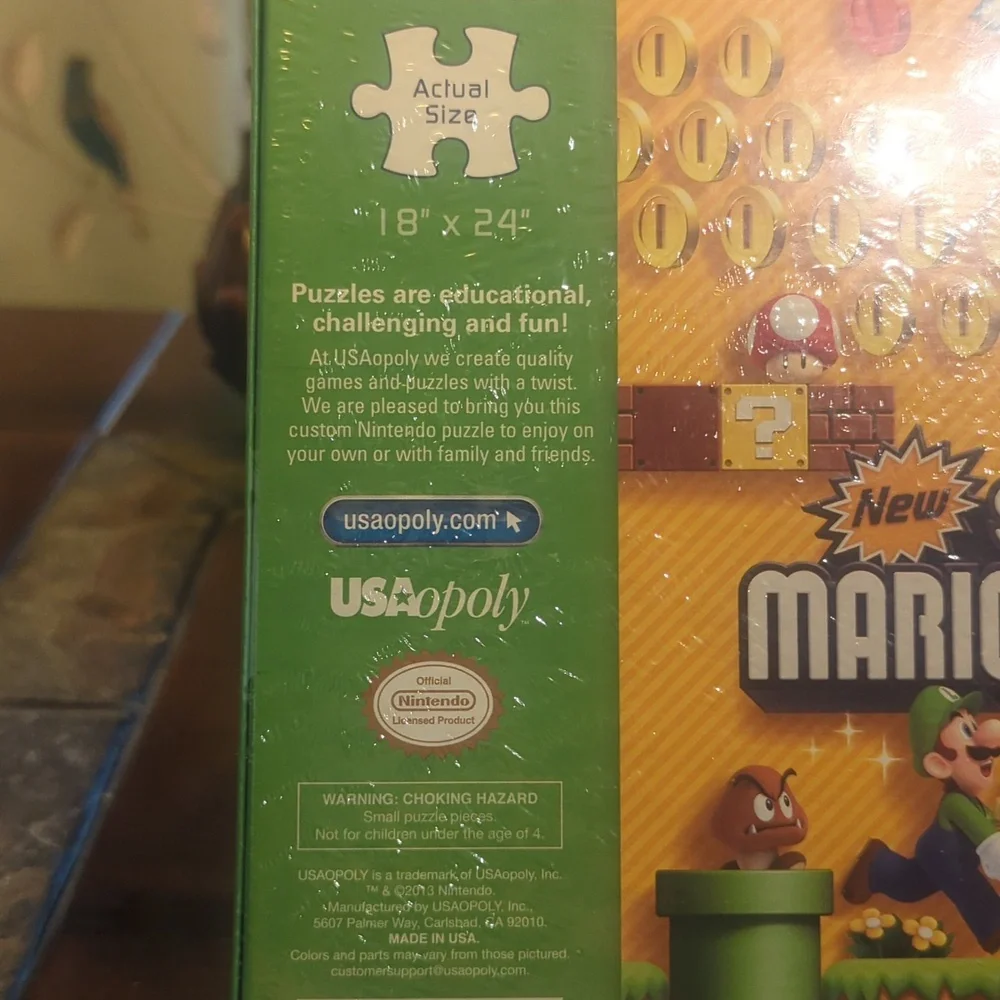 Actual
Size
18" x 24"
Puzzles are educational,
challenging and fun!
At USAopoly we create quality
games and puzzles with a twist.
We are pleased to bring you this
custom Nintendo puzzle to enjoy on
your own or with family and friends.
usaopoly.com
USAopoly
Official
Nintendo
Licensed Product
WARNING: CHOKING HAZARD
Small puzzle pieces.
Not for children under the age of 4.
USAOPOLY is a trademark of USAopoly, Inc.
™ & ©2013 Nintendo.
Manufactured by USAOPOLY, Inc.,
5607 Palmer Way, Carlsbad, CA 92010.
MADE IN USA.
Colors and parts may vary from those pictured.
customersupport@usaopoly.com.
?
New
MARIO